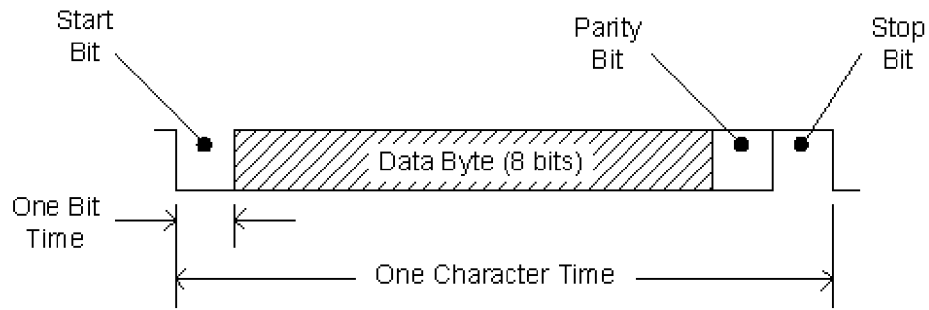 Start
Bit
Parity
Bit
Stop
Bit
Data Byte (8 bits)
One Bit
Time
One Character Time